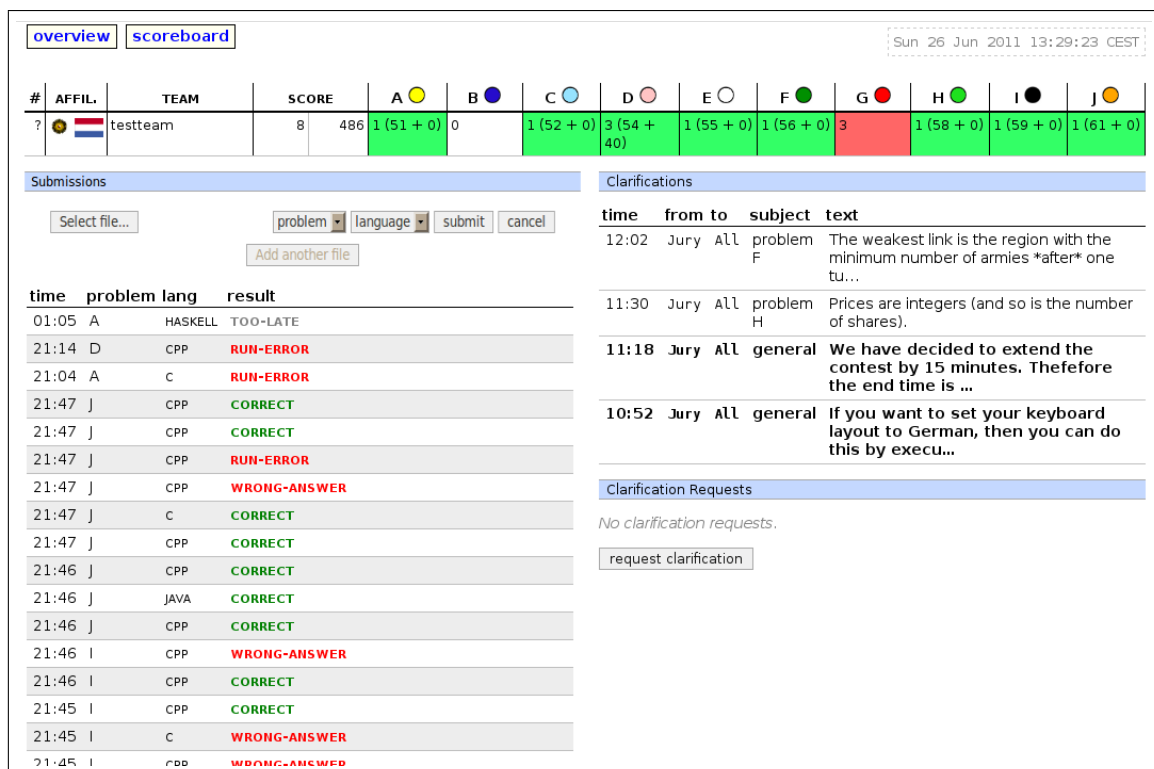 overview scoreboard
Sun 26 Jun 2011 13:29:23 CEST
# AFFIL. TEAM SCORE A B C D E F G H I J
? testteam 8 486 1 (51 + 0) 0 1 (52 + 0) 3 (54 + 40) 1 (55 + 0) 1 (56 + 0) 3 1 (58 + 0) 1 (59 + 0) 1 (61 + 0)
Submissions
Select file... problem language submit cancel
Add another file
time problem lang result
01:05 A HASKELL TOO-LATE
21:14 D CPP RUN-ERROR
21:04 A C RUN-ERROR
21:47 J CPP CORRECT
21:47 J CPP CORRECT
21:47 J CPP RUN-ERROR
21:47 J CPP WRONG-ANSWER
21:47 J C CORRECT
21:47 J CPP CORRECT
21:46 J CPP CORRECT
21:46 J JAVA CORRECT
21:46 J CPP CORRECT
21:46 I CPP WRONG-ANSWER
21:46 I CPP CORRECT
21:45 I CPP CORRECT
21:45 I C WRONG-ANSWER
21:45 I CPP WRONG-ANSWER
Clarifications
time from to subject text
12:02 Jury All problem F The weakest link is the region with the
minimum number of armies *after* one
tu...
11:30 Jury All problem H Prices are integers (and so is the number
of shares).
11:18 Jury All general We have decided to extend the
contest by 15 minutes. Thefefore
the end time is ...
10:52 Jury All general If you want to set your keyboard
layout to German, then you can do
this by execu...
Clarification Requests
No clarification requests.
request clarification